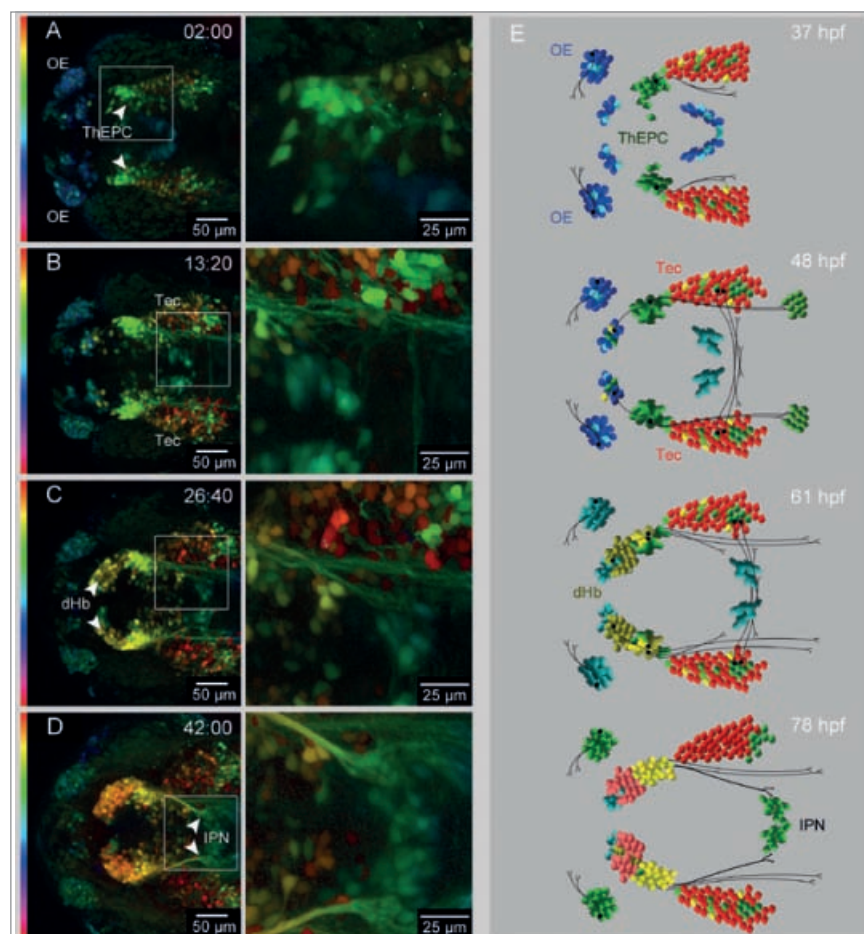 A 02:00
OE
ThEPC
OE
50 µm
25 µm
B 13:20
Tec
Tec
50 µm
25 µm
C 26:40
dHb
50 µm
25 µm
D 42:00
IPN
50 µm
25 µm
E 37 hpf
OE
ThEPC
OE
48 hpf
Tec
Tec
61 hpf
dHb
78 hpf
IPN